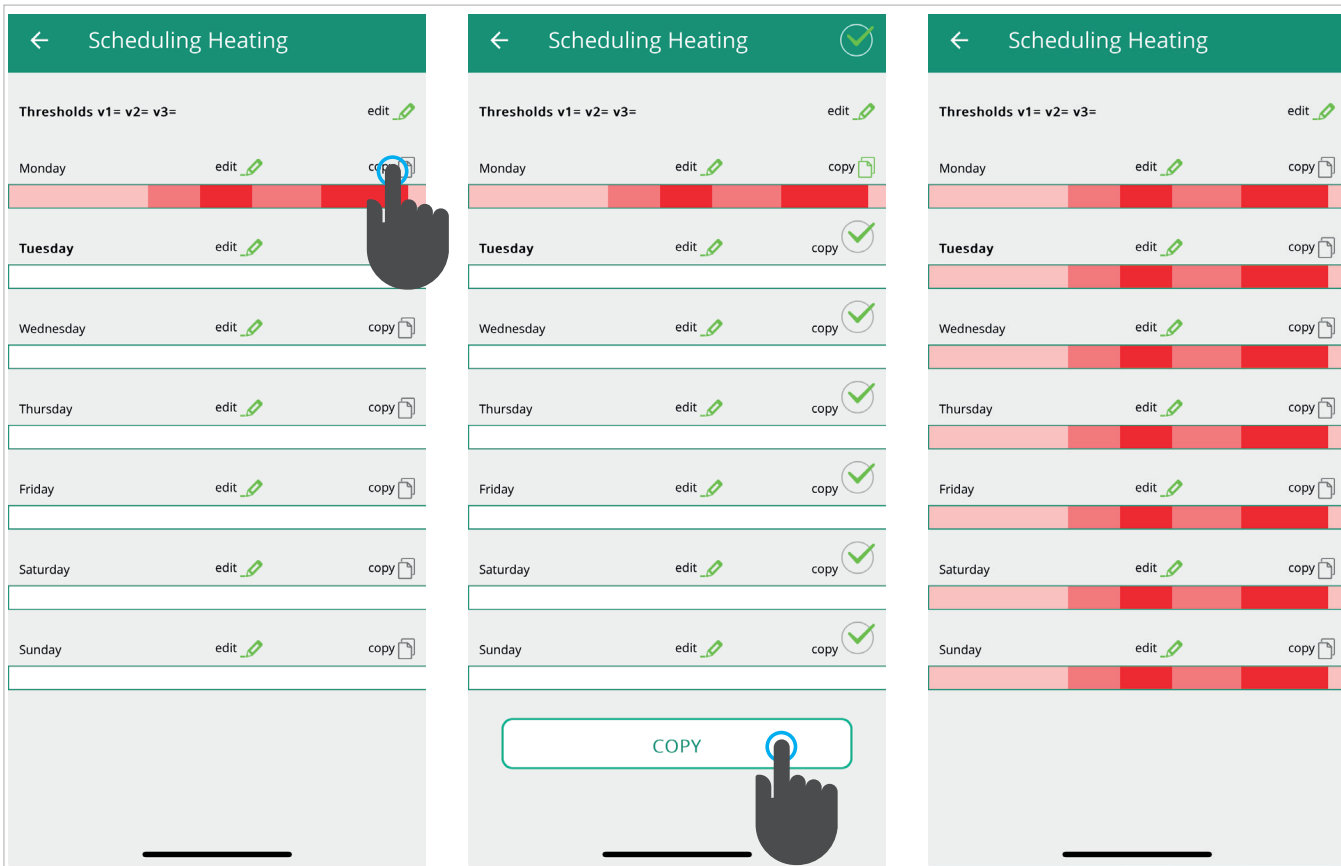 Scheduling Heating
Thresholds v1= v2= v3= edit
Monday edit copy
Tuesday edit
Wednesday edit copy
Thursday edit copy
Friday edit copy
Saturday edit copy
Sunday edit copy
Scheduling Heating
Thresholds v1= v2= v3= edit
Monday edit copy
Tuesday edit copy
Wednesday edit copy
Thursday edit copy
Friday edit copy
Saturday edit copy
Sunday edit copy
COPY
Scheduling Heating
Thresholds v1= v2= v3= edit
Monday edit copy
Tuesday edit copy
Wednesday edit copy
Thursday edit copy
Friday edit copy
Saturday edit copy
Sunday edit copy